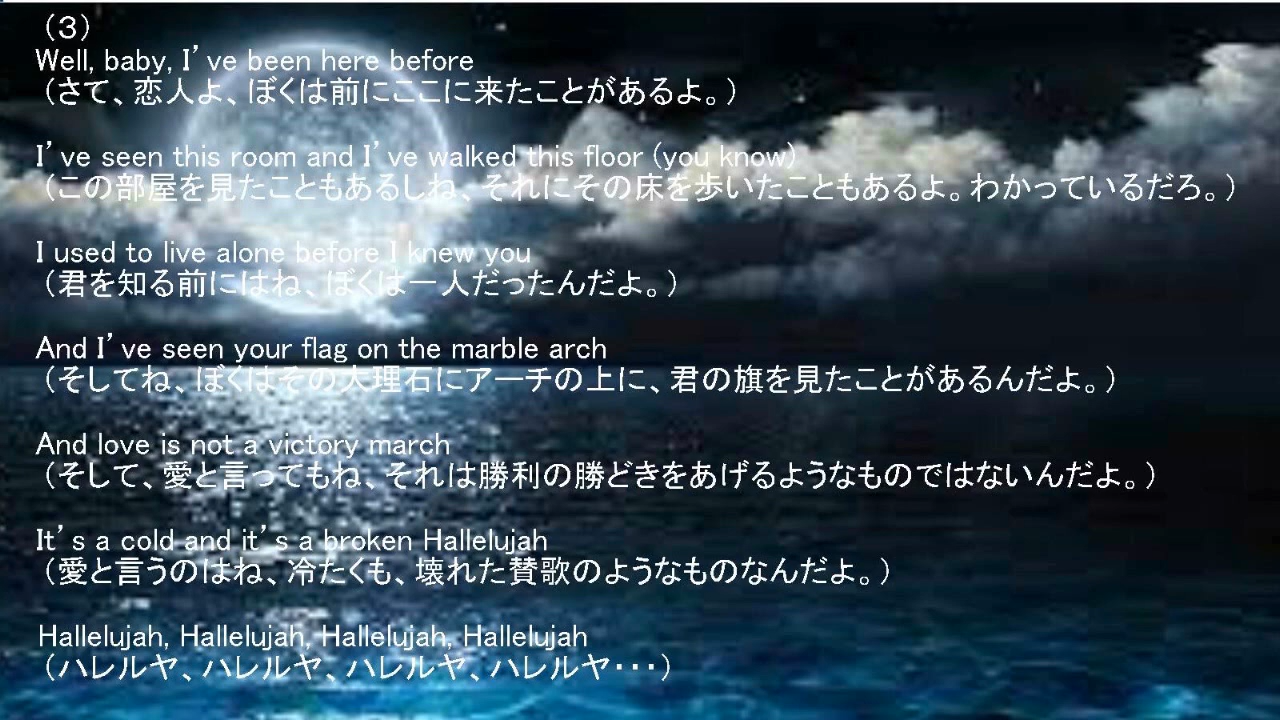 （３）
Well, baby, I’ve been here before
（さて、恋人よ、ぼくは前にここに来たことがあるよ。）
I’ve seen this room and I’ve walked this floor (you know)
（この部屋を見たこともあるしね、それにその床を歩いたこともあるよ。わかっているだろ。）
I used to live alone before I knew you
（君を知る前にはね、ぼくは一人だったんだよ。）
And I’ve seen your flag on the marble arch
（そしてね、ぼくはその大理石にアーチの上に、君の旗を見たことがあるんだよ。）
And love is not a victory march
（そして、愛と言ってもね、それは勝利の勝どきをあげるようなものではないんだよ。）
It’s a cold and it’s a broken Hallelujah
（愛と言うのはね、冷たくも、壊れた賛歌のようなものなんだよ。）
Hallelujah, Hallelujah, Hallelujah, Hallelujah
（ハレルヤ、ハレルヤ、ハレルヤ、ハレルヤ・・・）